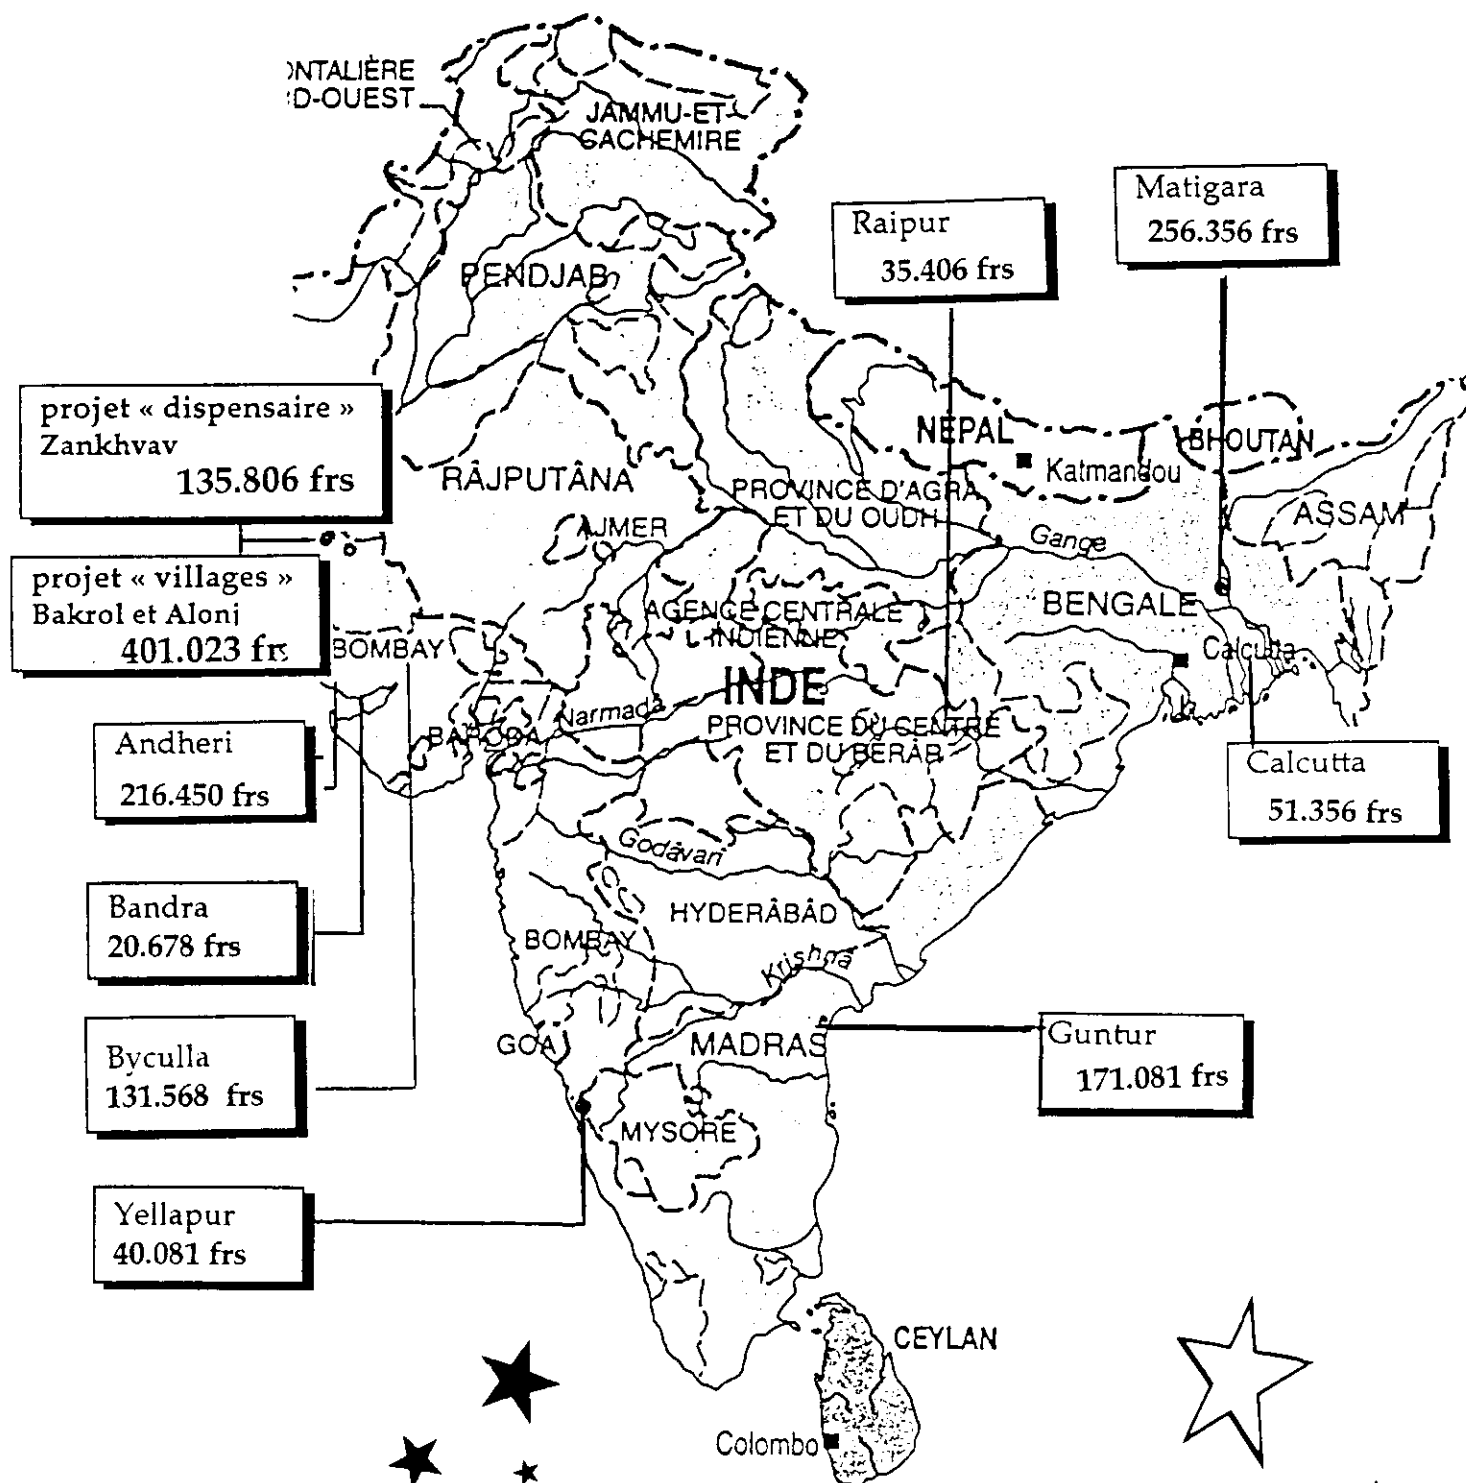 ONTALIÈRE
D-OUEST
JAMMU-ET-
CACHEMIRE
Matigara
256.356 frs
Raipur
35.406 frs
PENDJAB
projet « dispensaire »
Zankhvav
135.806 frs
NEPAL
BHOUTAN
Katmandou
RÂJPUTÂNA
PROVINCE D'AGRA
ET DU OUDH
ASSAM
AJMER
Gange
projet « villages »
Bakrol et Alonj
401.023 frs
AGENCE CENTRALE
INDIENNE
BENGALE
BOMBAY
Calcutta
INDE
Narmada
PROVINCE DU CENTRE
ET DU BÉRÂR
BARODA
Andheri
216.450 frs
Calcutta
51.356 frs
Godâvari
Bandra
20.678 frs
HYDERÂBÂD
BOMBAY
Krishna
Byculla
131.568 frs
GOA
MADRAS
Guntur
171.081 frs
MYSORE
Yellapur
40.081 frs
CEYLAN
Colombo